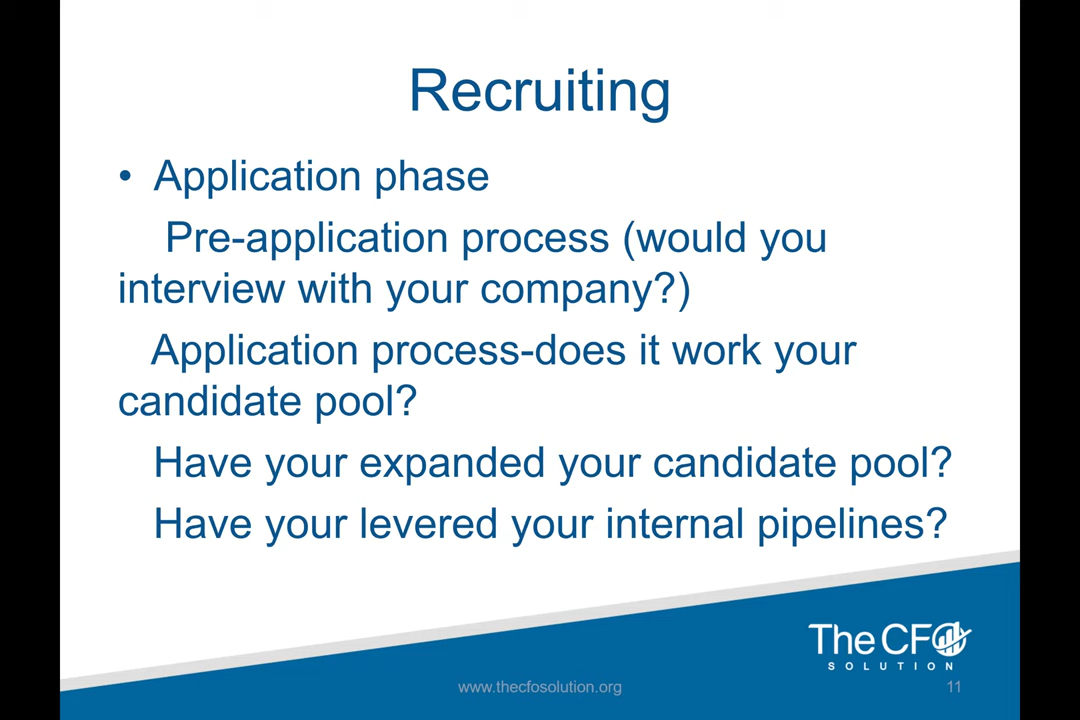 Recruiting
• Application phase
Pre-application process (would you
interview with your company?)
Application process-does it work your
candidate pool?
Have your expanded your candidate pool?
Have your levered your internal pipelines?
The CFO
SOLUTION
www.thecfosolution.org
11